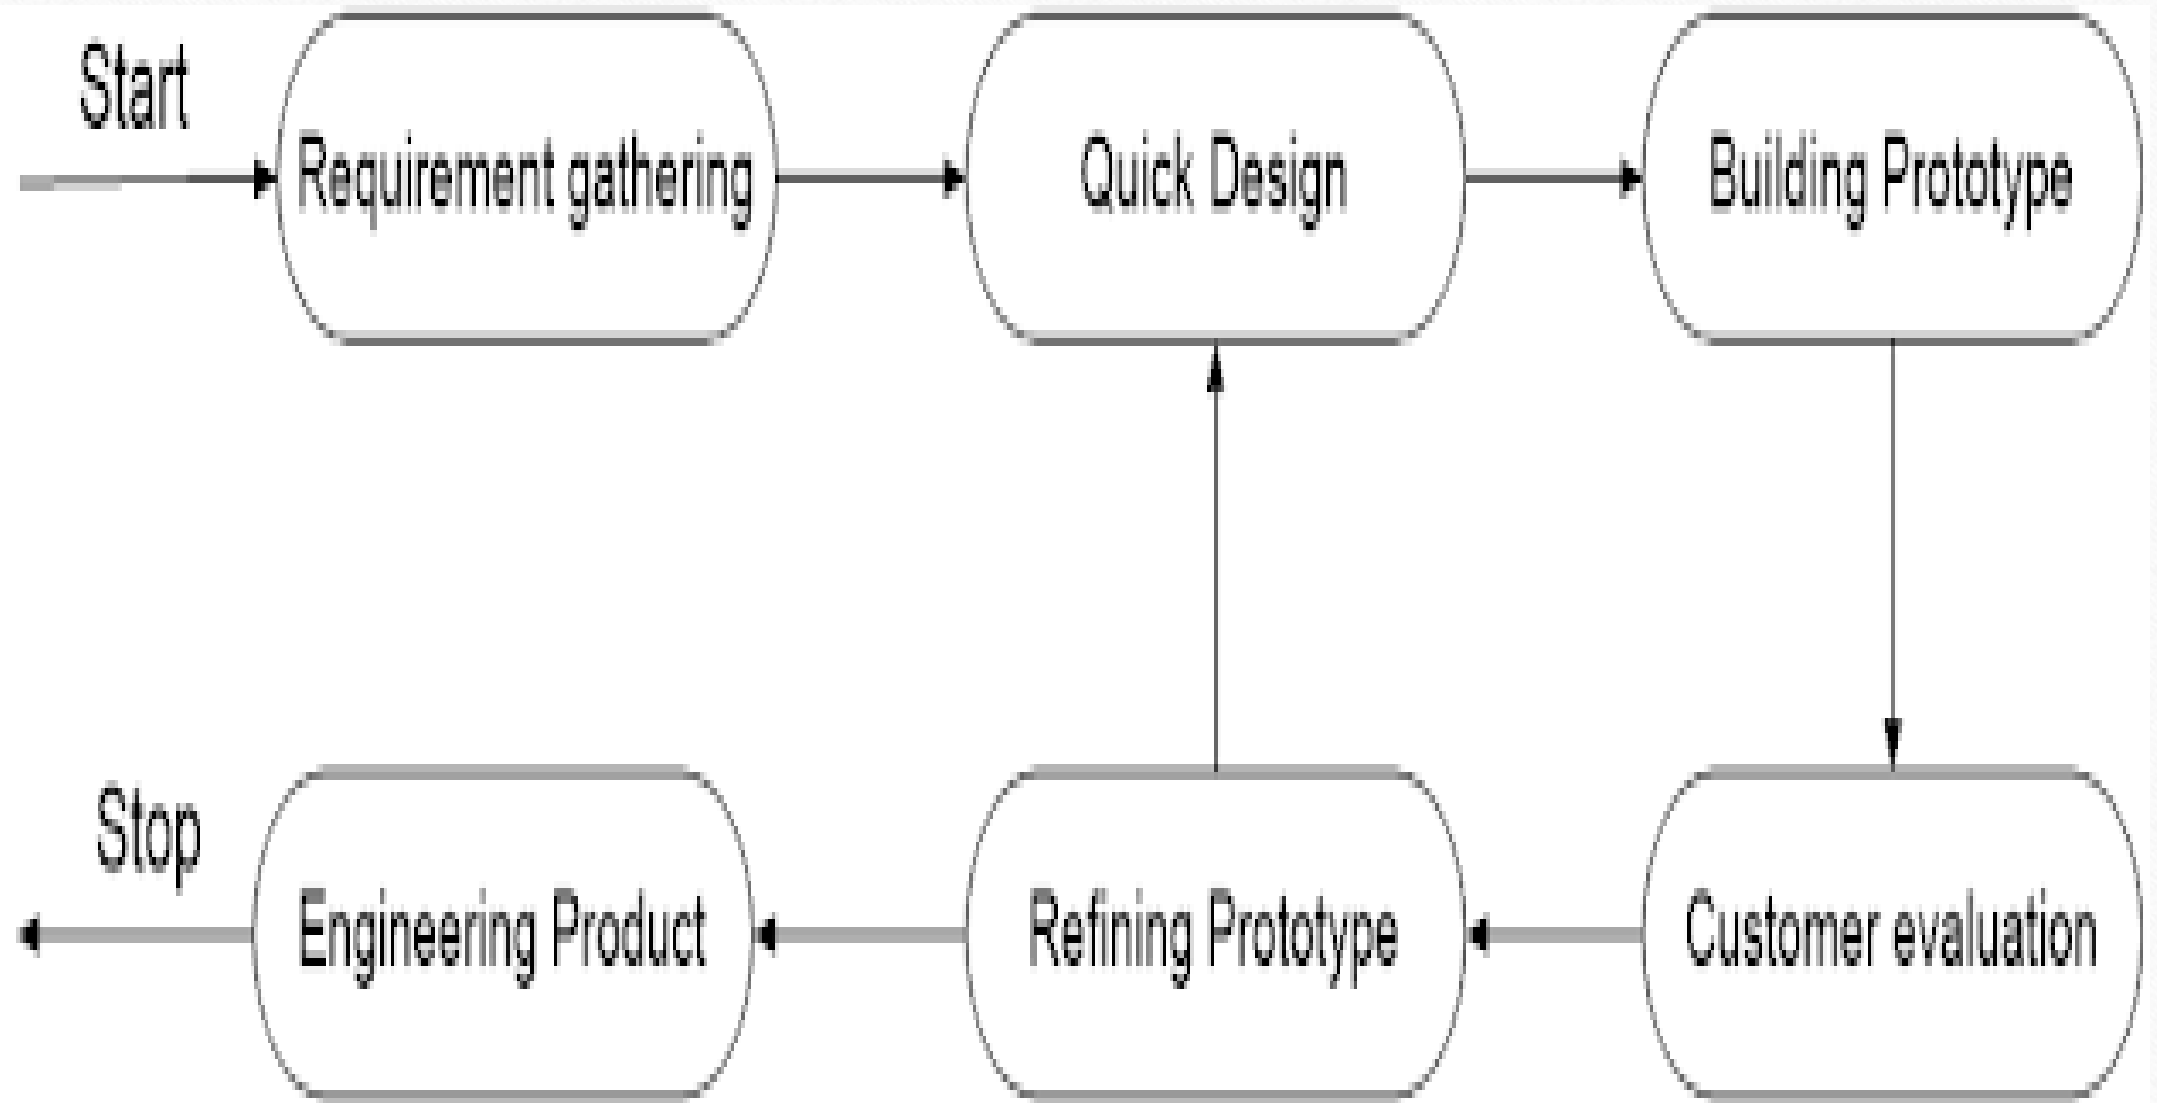 Start
Requirement gathering
Quick Design
Building Prototype
Stop
Engineering Product
Refining Prototype
Customer evaluation